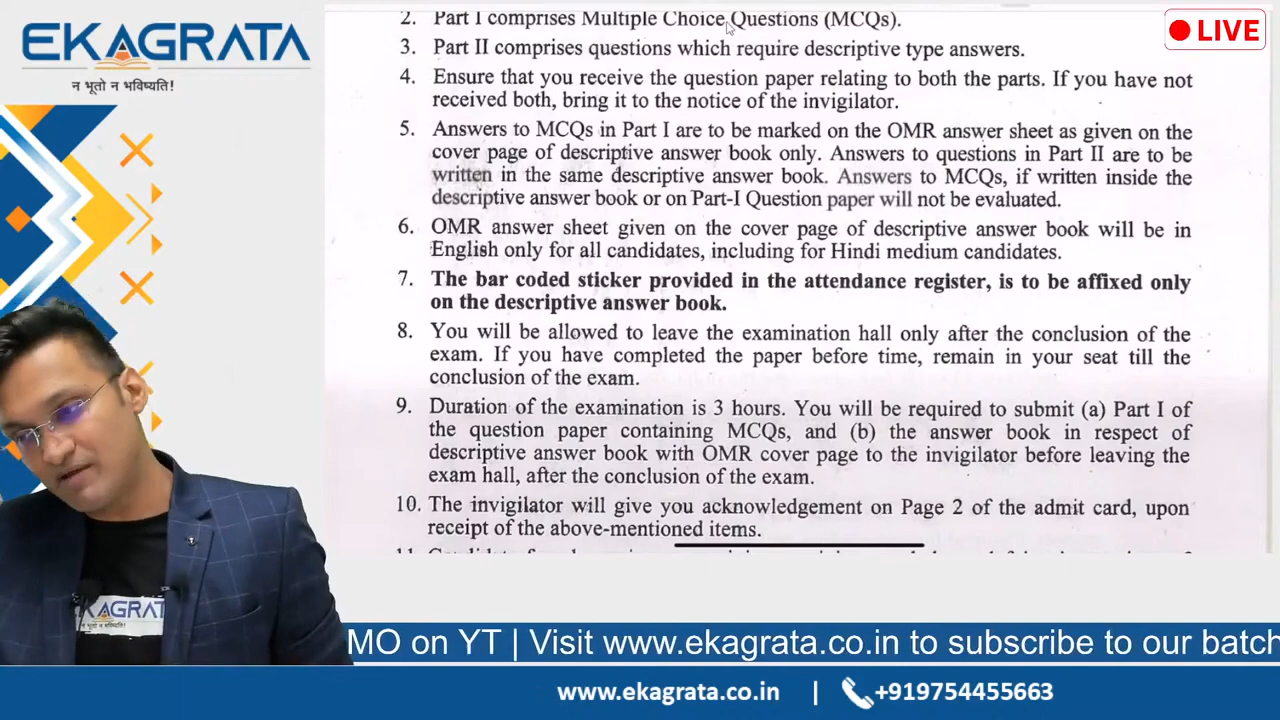 EKAGRATA
न भूतो न भविष्यति!
LIVE
2. Part I comprises Multiple Choice Questions (MCQs).
3. Part II comprises questions which require descriptive type answers.
4. Ensure that you receive the question paper relating to both the parts. If you have not
received both, bring it to the notice of the invigilator.
5. Answers to MCQs in Part I are to be marked on the OMR answer sheet as given on the
cover page of descriptive answer book only. Answers to questions in Part II are to be
written in the same descriptive answer book. Answers to MCQs, if written inside the
descriptive answer book or on Part-I Question paper will not be evaluated.
6. OMR answer sheet given on the cover page of descriptive answer book will be in
English only for all candidates, including for Hindi medium candidates.
7. The bar coded sticker provided in the attendance register, is to be affixed only
on the descriptive answer book.
8. You will be allowed to leave the examination hall only after the conclusion of the
exam. If you have completed the paper before time, remain in your seat till the
conclusion of the exam.
9. Duration of the examination is 3 hours. You will be required to submit (a) Part I of
the question paper containing MCQs, and (b) the answer book in respect of
descriptive answer book with OMR cover page to the invigilator before leaving the
exam hall, after the conclusion of the exam.
10. The invigilator will give you acknowledgement on Page 2 of the admit card, upon
receipt of the above-mentioned items.
EKAGRATA
न भूतो न भविष्यति!
MO on YT | Visit www.ekagrata.co.in to subscribe to our batch
www.ekagrata.co.in | +919754455663